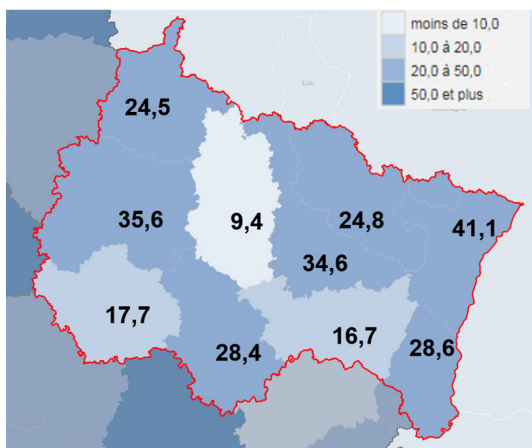 moins de 10,0
10,0 à 20,0
20,0 à 50,0
50,0 et plus
Lux.
24,5
35,6
9,4
24,8
41,1
34,6
17,7
16,7
28,4
28,6